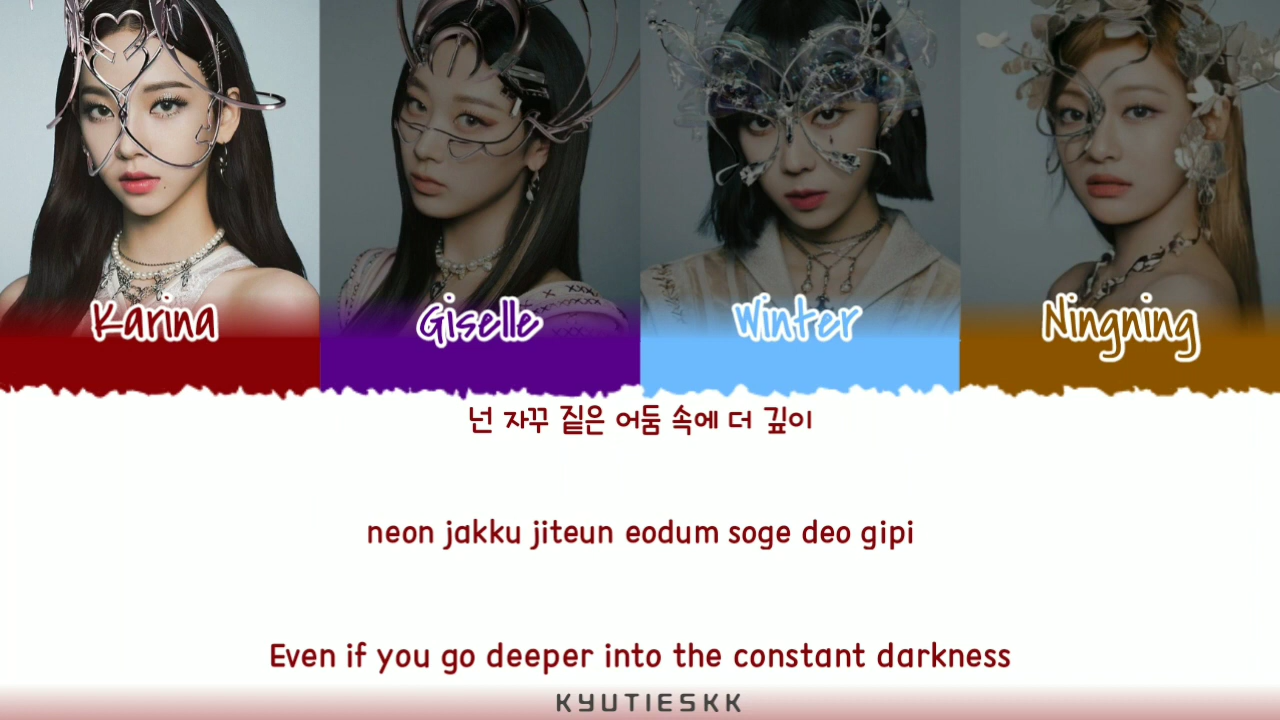 Karina
Giselle
Winter
Ningning
넌 자꾸 짙은 어둠 속에 더 깊이
neon jakku jiteun eodum soge deo gipi
Even if you go deeper into the constant darkness
KYUTIESKK